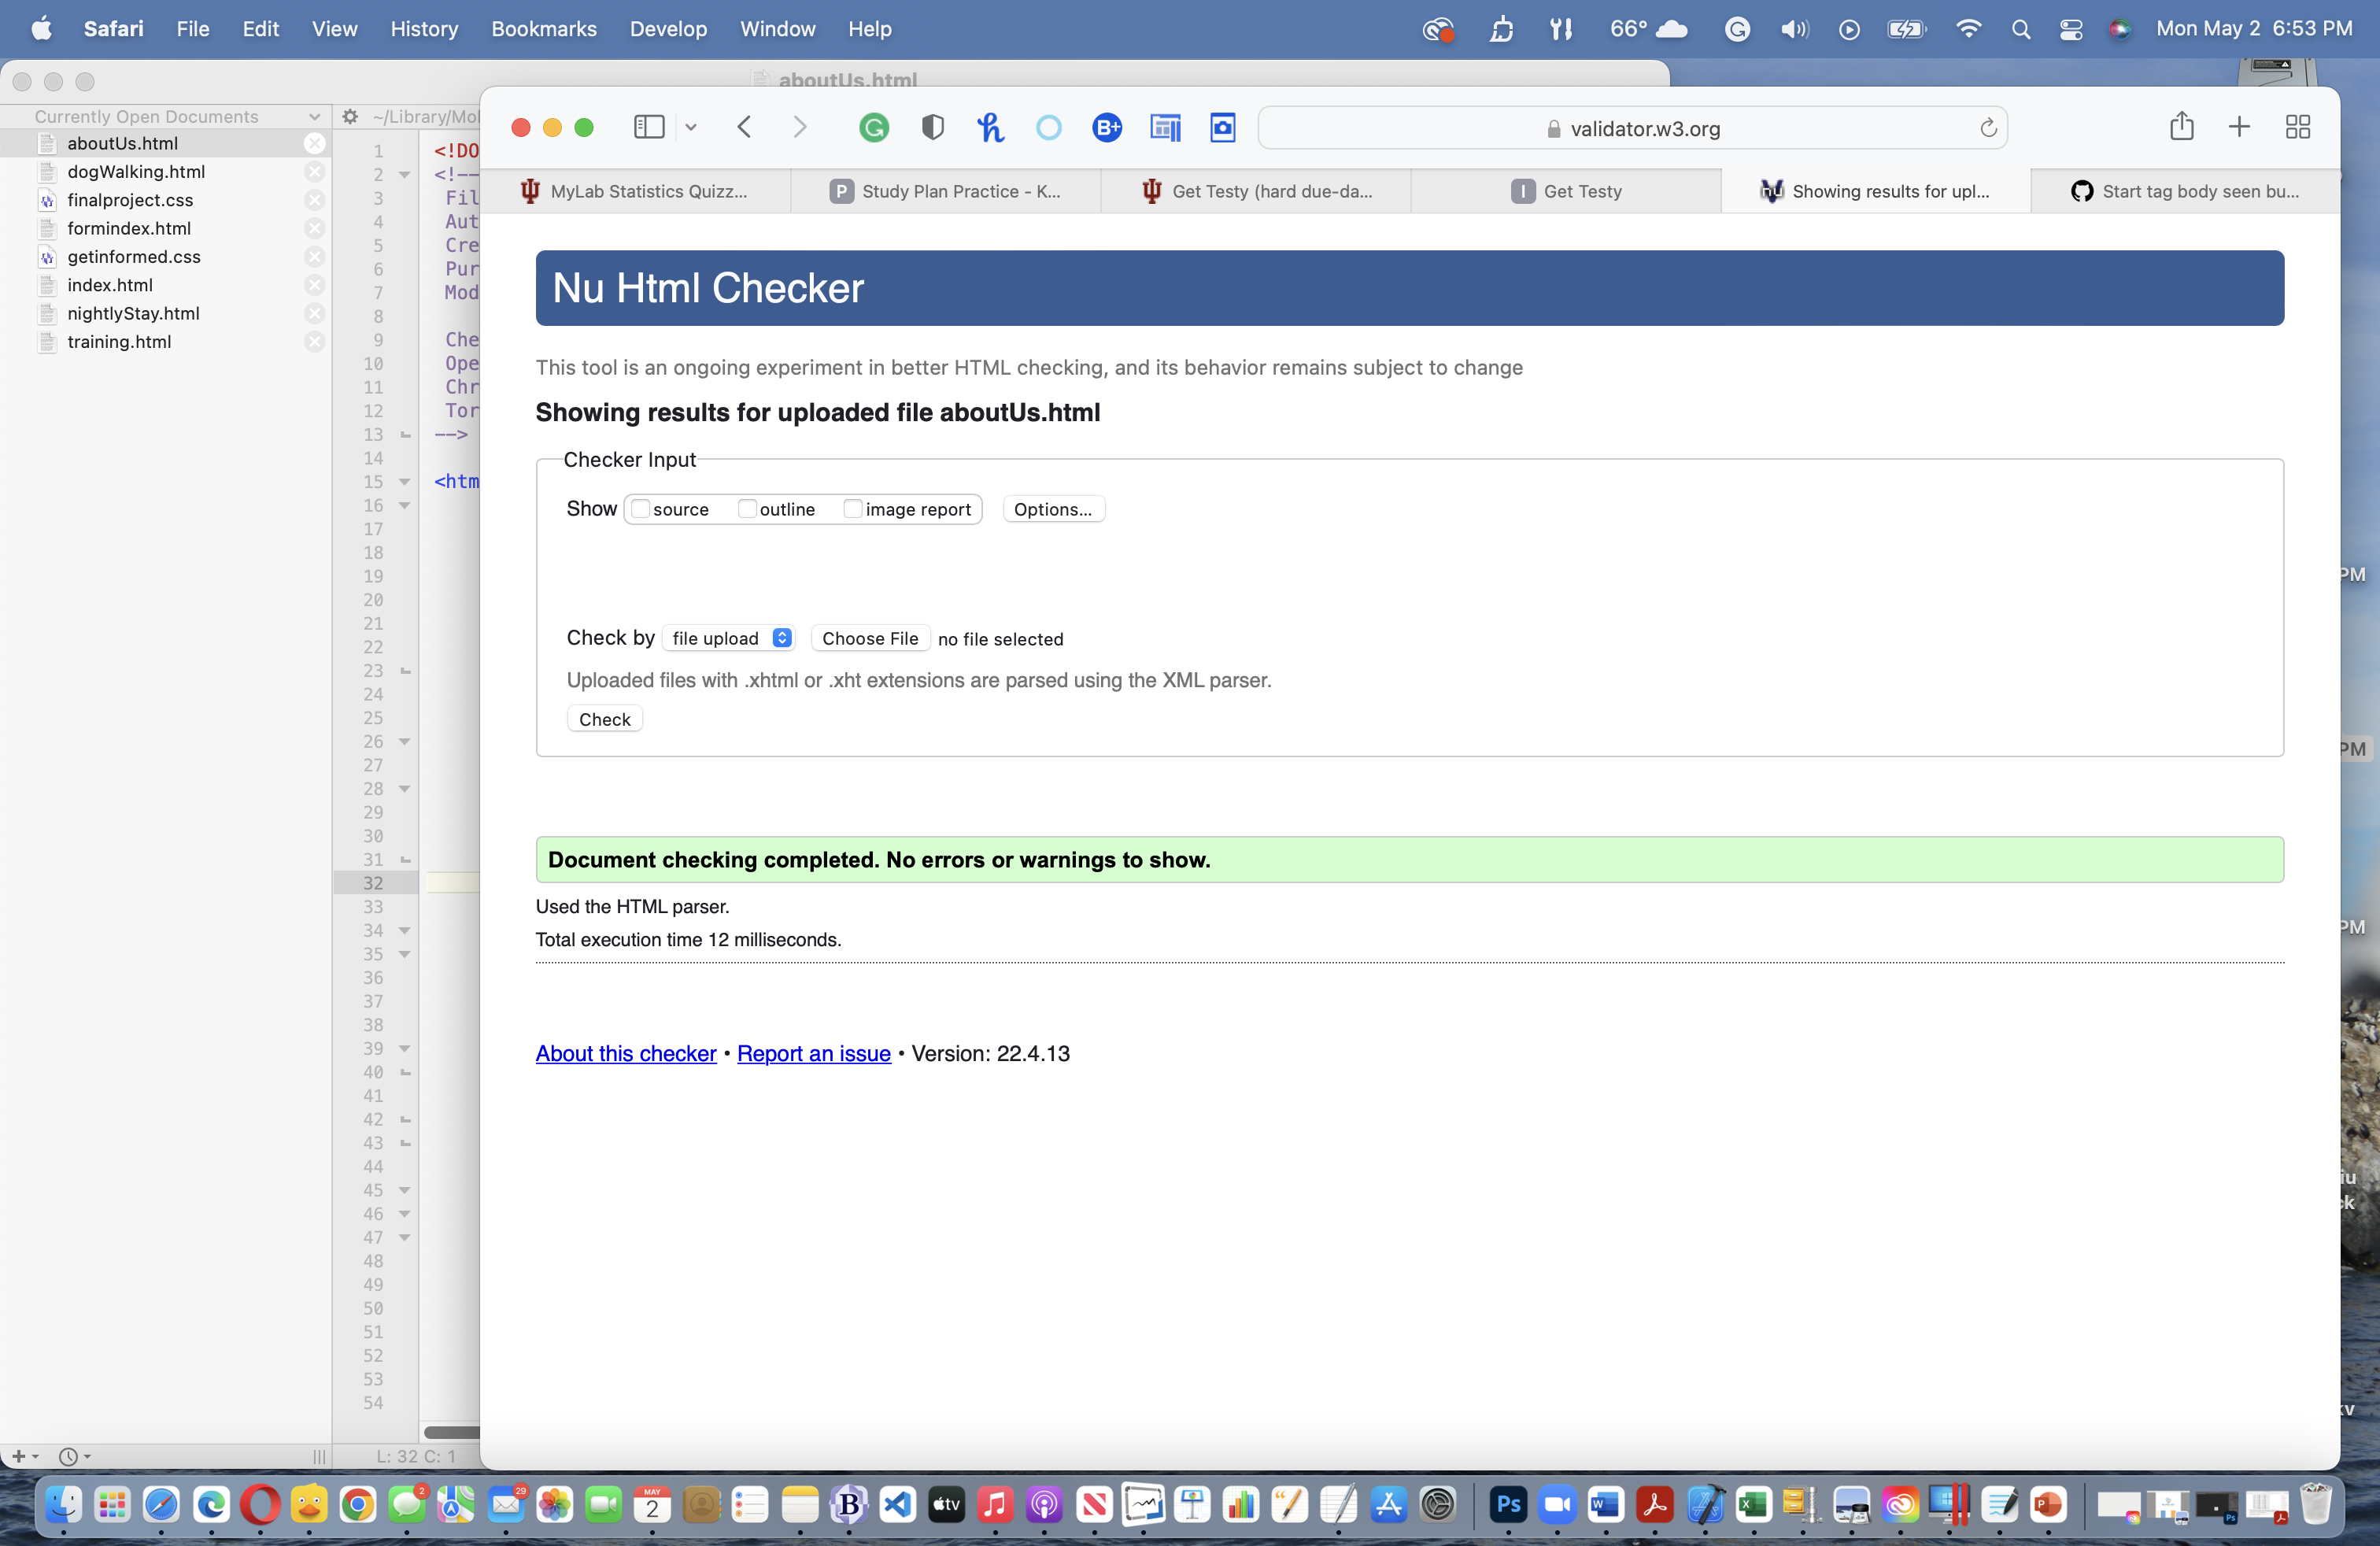 Safari File Edit View History Bookmarks Develop Window Help 66° Mon May 2 6:53 PM
aboutUs.html
Currently Open Documents ~/Library/Mol
validator.w3.org
MyLab Statistics Quizz... Study Plan Practice - K... Get Testy (hard due-da... Get Testy Showing results for upl... Start tag body seen bu...
aboutUs.html
dogWalking.html
finalproject.css
formindex.html
getinformed.css
index.html
nightlyStay.html
training.html
1 <!DO
2 <!--
3 Fil
4 Aut
5 Cre
6 Pur
7 Mod
8
9 Che
10 Ope
11 Chr
12 Tor
13 -->
14
15 <htm
16
17
18
19
20
21
22
23
24
25
26
27
28
29
30
31
32
33
34
35
36
37
38
39
40
41
42
43
44
45
46
47
48
49
50
51
52
53
54
L: 32 C: 1
Nu Html Checker
This tool is an ongoing experiment in better HTML checking, and its behavior remains subject to change
Showing results for uploaded file aboutUs.html
Checker Input
Show source outline image report Options...
Check by file upload Choose File no file selected
Uploaded files with .xhtml or .xht extensions are parsed using the XML parser.
Check
Document checking completed. No errors or warnings to show.
Used the HTML parser.
Total execution time 12 milliseconds.
About this checker • Report an issue • Version: 22.4.13
PM
PM
PM
2 29 MAY 2 tv Ps